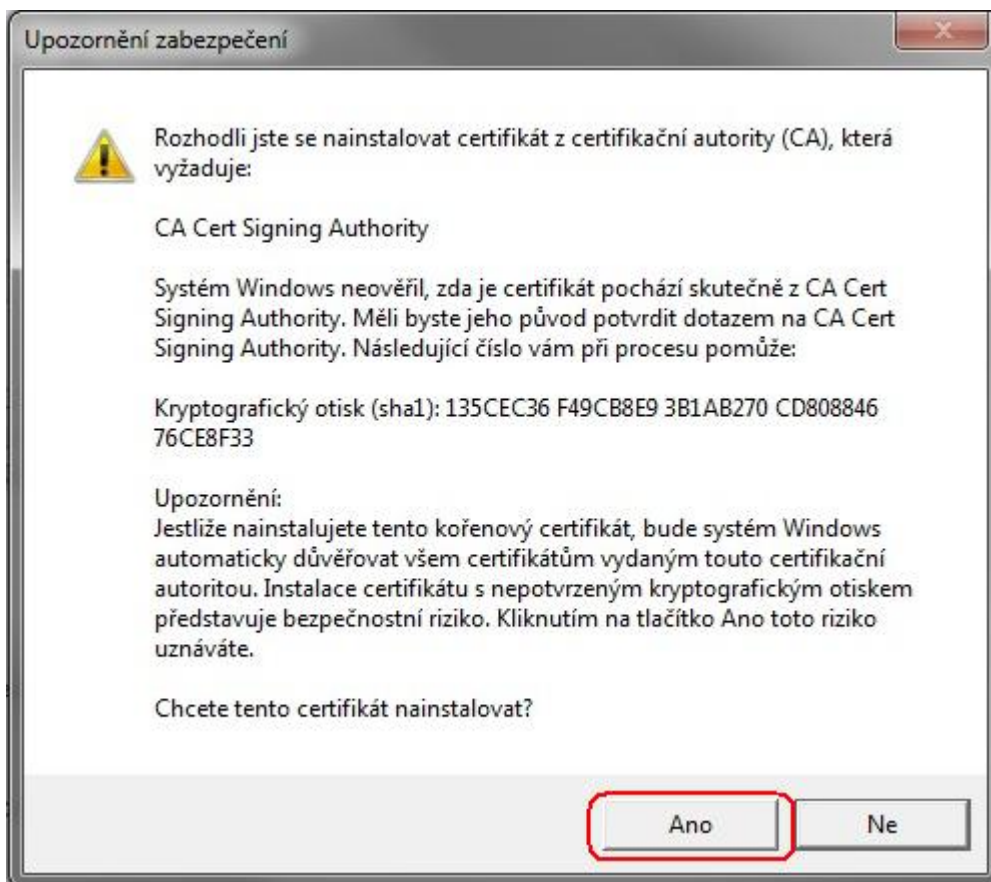 Upozornění zabezpečení
Rozhodli jste se nainstalovat certifikát z certifikační autority (CA), která
vyžaduje:
CA Cert Signing Authority
Systém Windows neověřil, zda je certifikát pochází skutečně z CA Cert
Signing Authority. Měli byste jeho původ potvrdit dotazem na CA Cert
Signing Authority. Následující číslo vám při procesu pomůže:
Kryptografický otisk (sha1): 135CEC36 F49CB8E9 3B1AB270 CD808846
76CE8F33
Upozornění:
Jestliže nainstalujete tento kořenový certifikát, bude systém Windows
automaticky důvěřovat všem certifikátům vydaným touto certifikační
autoritou. Instalace certifikátu s nepotvrzeným kryptografickým otiskem
představuje bezpečnostní riziko. Kliknutím na tlačítko Ano toto riziko
uznáváte.
Chcete tento certifikát nainstalovat?
Ano
Ne